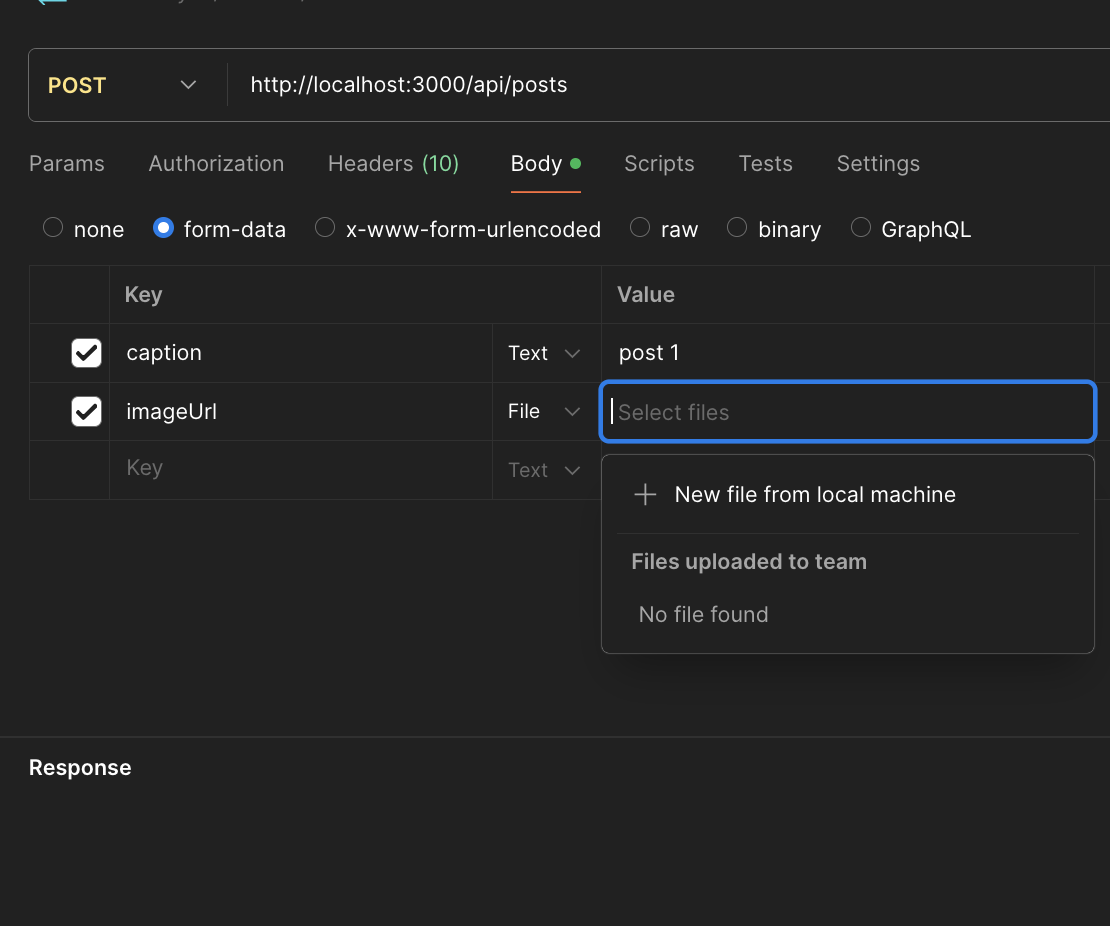 POST http://localhost:3000/api/posts
Params Authorization Headers (10) Body Scripts Tests Settings
none form-data x-www-form-urlencoded raw binary GraphQL
Key Value
caption Text post 1
imageUrl File Select files
Key Text
New file from local machine
Files uploaded to team
No file found
Response